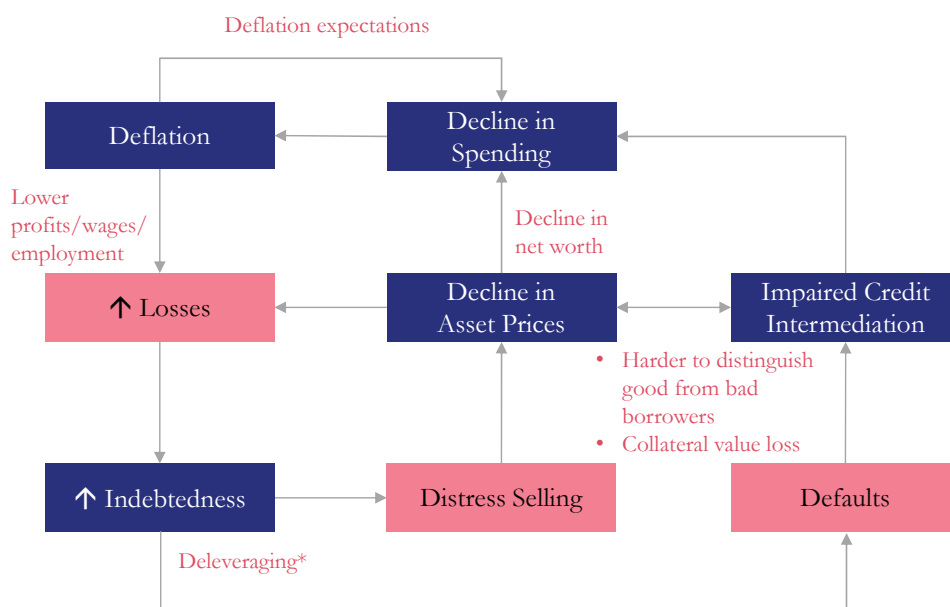 Deflation expectations
Deflation
Decline in
Spending
Lower
profits/wages/
employment
Decline in
net worth
↑ Losses
Decline in
Asset Prices
Impaired Credit
Intermediation
• Harder to distinguish
good from bad
borrowers
• Collateral value loss
↑ Indebtedness
Distress Selling
Defaults
Deleveraging*